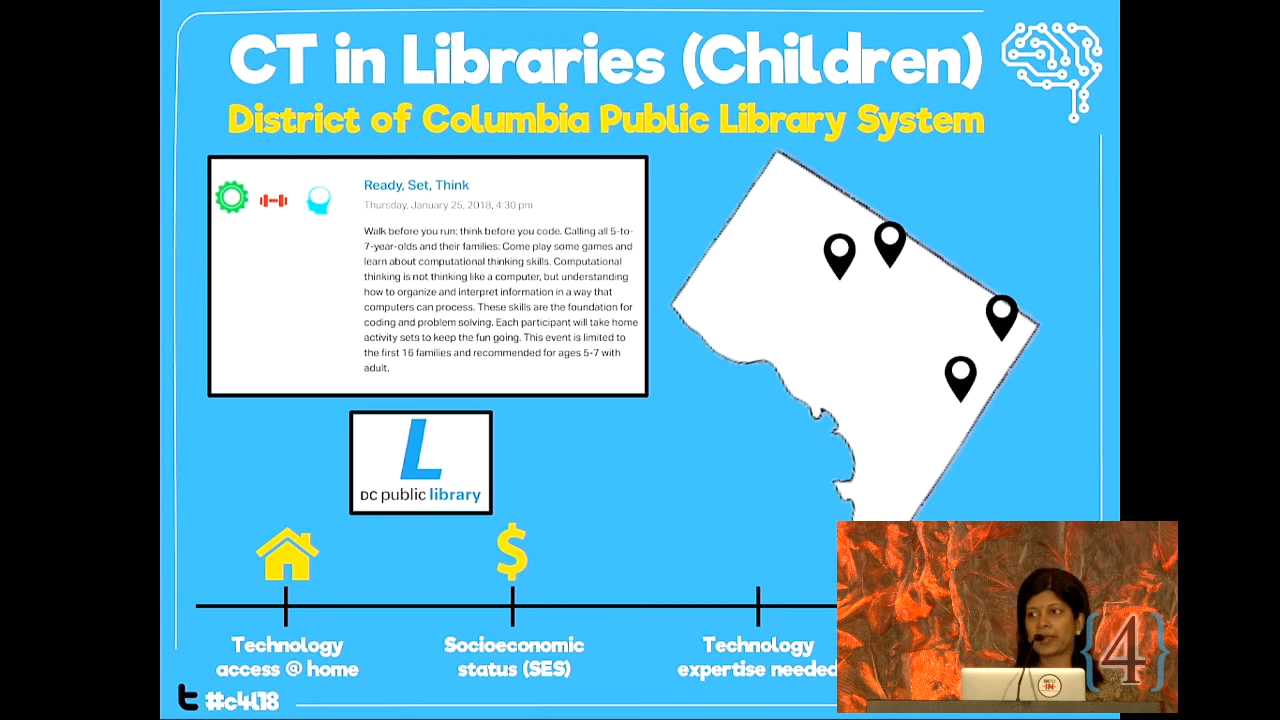 CT in Libraries (Children)
District of Columbia Public Library System
Ready, Set, Think
Thursday, January 25, 2018, 4:30 pm
Walk before you run; think before you code. Calling all 5-to-
7-year-olds and their families: Come play some games and
learn about computational thinking skills. Computational
thinking is not thinking like a computer, but understanding
how to organize and interpret information in a way that
computers can process. These skills are the foundation for
coding and problem solving. Each participant will take home
activity sets to keep the fun going. This event is limited to
the first 16 families and recommended for ages 5-7 with
adult.
L
DC public library
$
Technology
access @ home
Socioeconomic
status (SES)
Technology
expertise needed
#c4l18
{4}